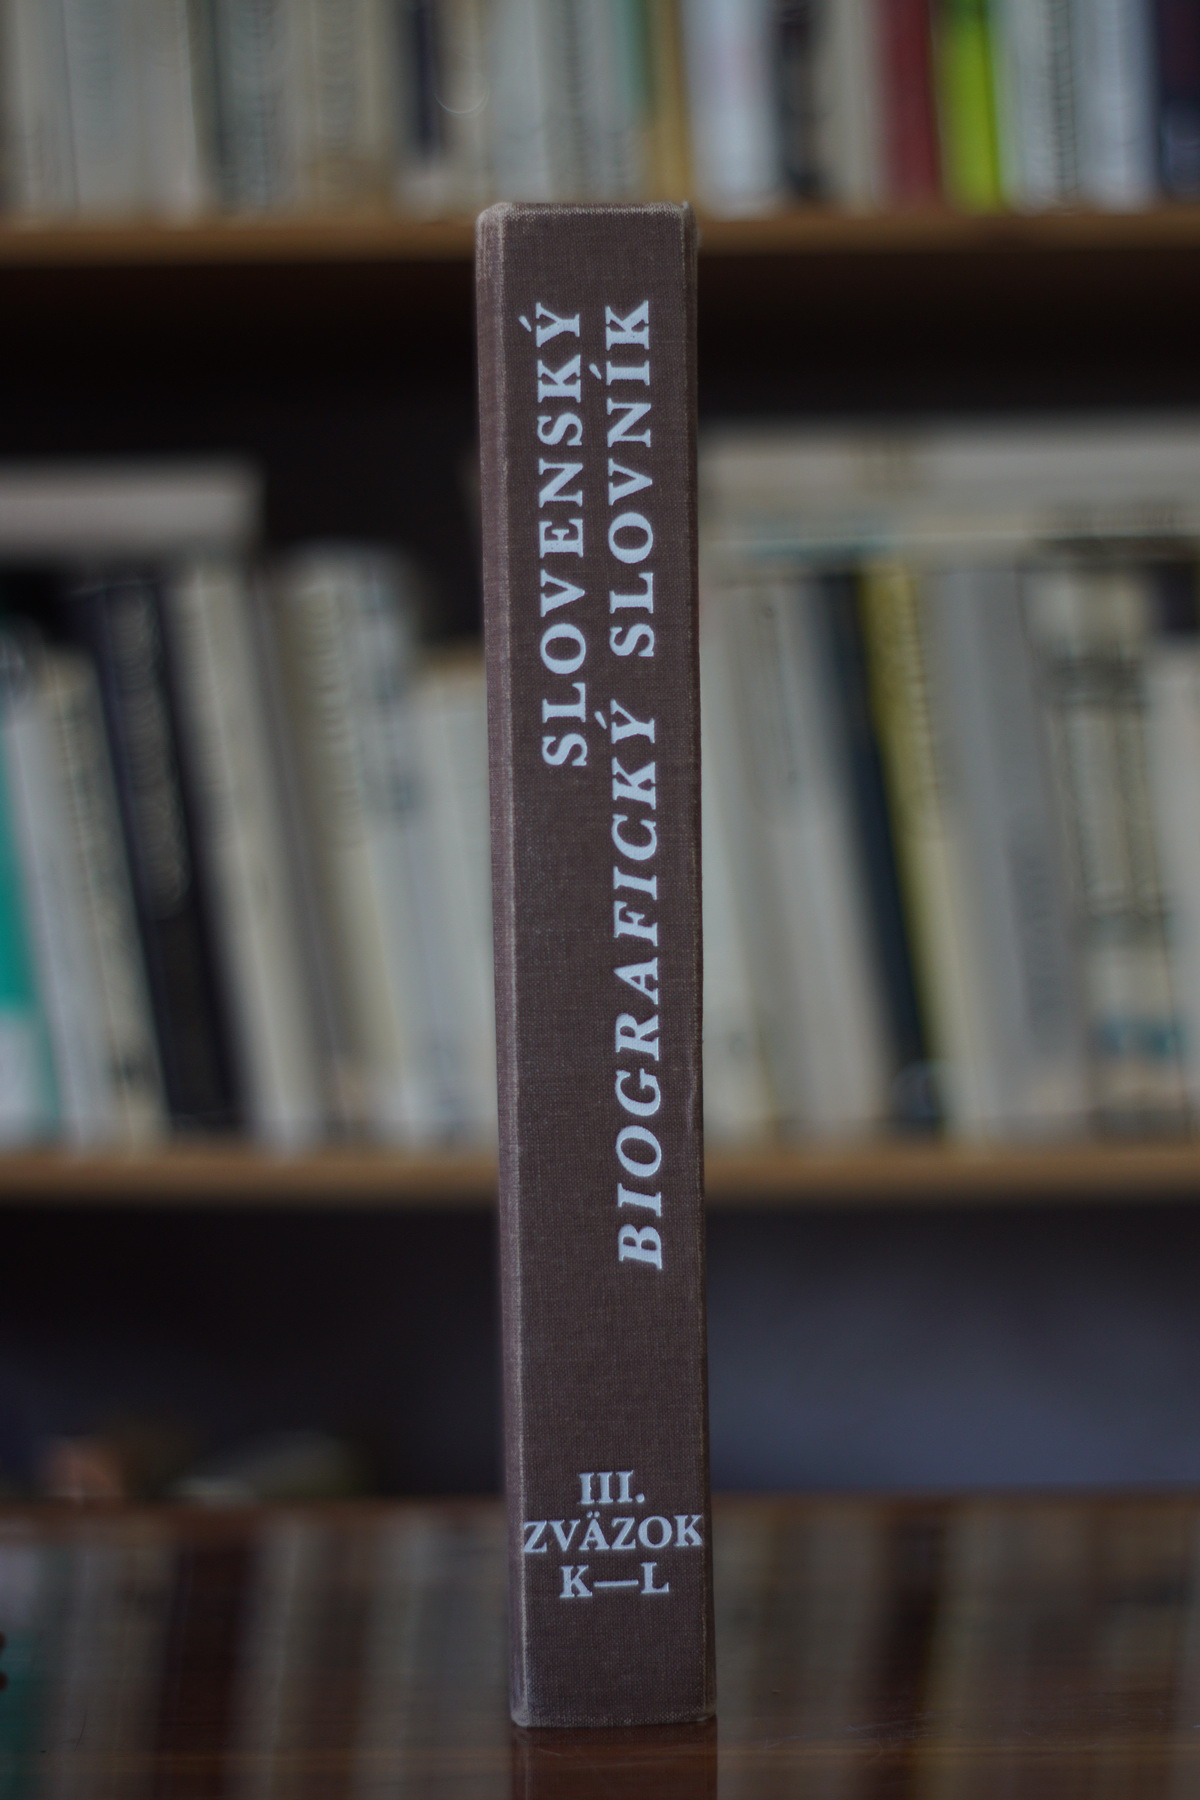 SLOVENSKÝ
BIOGRAFICKÝ SLOVNÍK
III.
ZVÄZOK
K—L